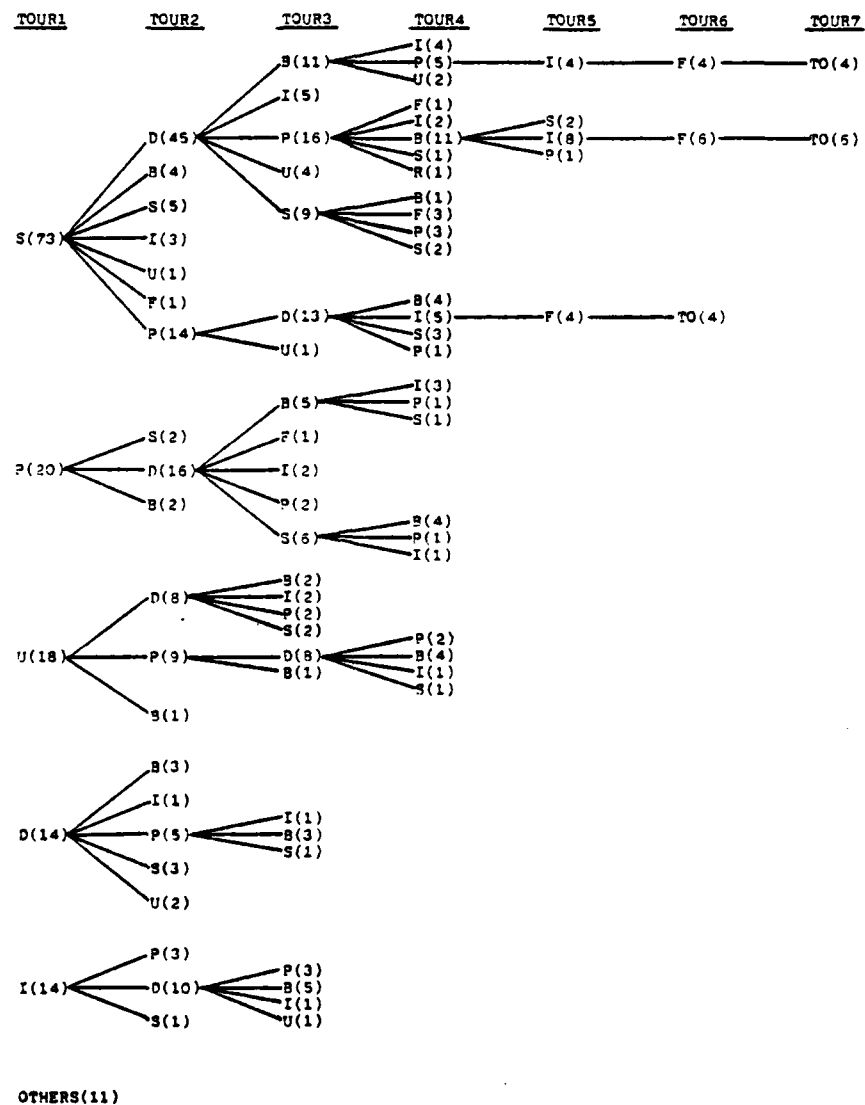 TOUR1 TOUR2 TOUR3 TOUR4 TOUR5 TOUR6 TOUR7
I(4)
B(11) P(5) I(4) F(4) TO(4)
U(2)
I(5)
F(1)
I(2) S(2)
D(45) P(16) B(11) I(8) F(6) TO(5)
S(1) P(1)
B(4) U(4) R(1)
B(1)
S(5) S(9) F(3)
P(3)
S(73) I(3) S(2)
U(1)
F(1) B(4)
D(13) I(5) F(4) TO(4)
P(14) S(3)
U(1) P(1)
I(3)
B(5) P(1)
S(1)
S(2) F(1)
P(20) D(16) I(2)
B(2) P(2)
B(4)
S(6) P(1)
I(1)
B(2)
D(8) I(2)
P(2)
S(2)
P(2)
U(18) P(9) D(8) B(4)
B(1) I(1)
S(1)
B(1)
B(3)
I(1)
I(1)
D(14) P(5) B(3)
S(1)
S(3)
U(2)
P(3)
P(3)
I(14) D(10) B(5)
I(1)
S(1) U(1)
OTHERS(11)